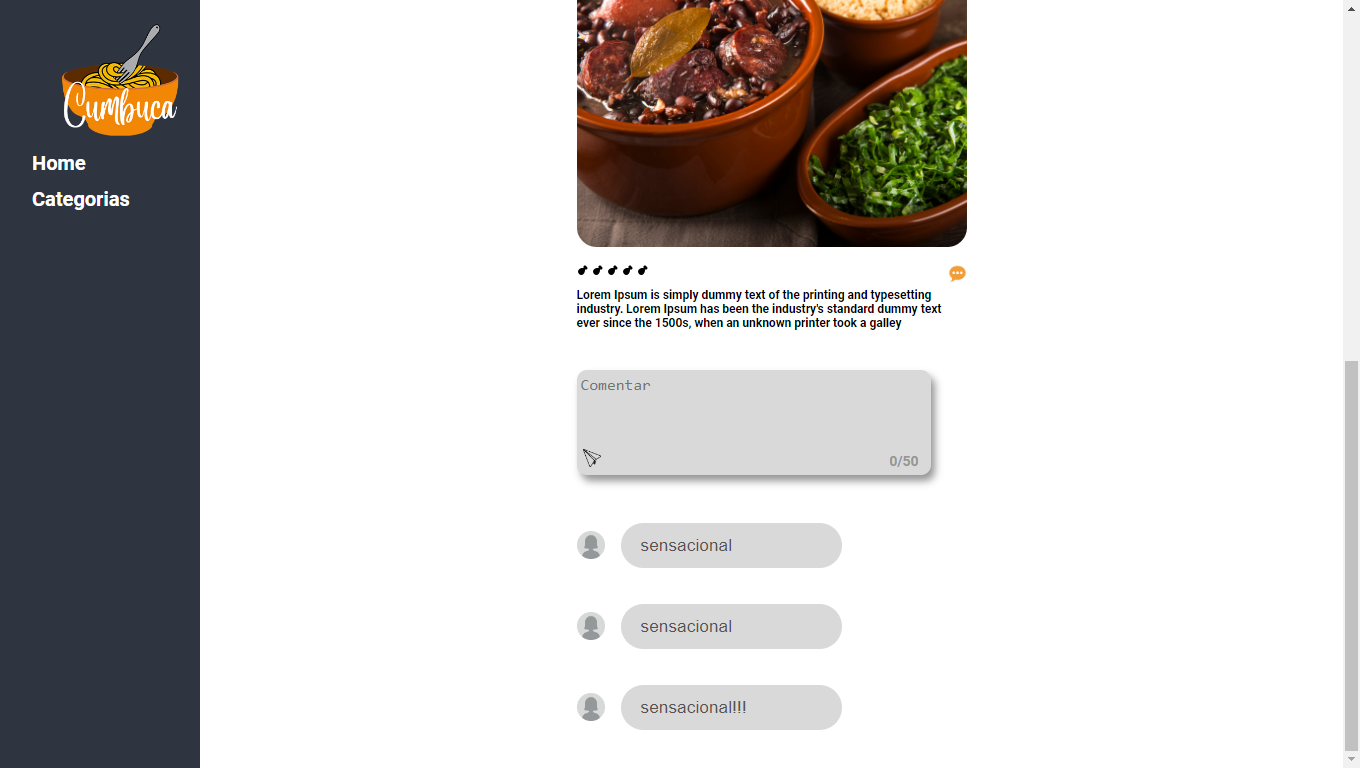 Cumbuca
Home
Categorias
Lorem Ipsum is simply dummy text of the printing and typesetting
industry. Lorem Ipsum has been the industry's standard dummy text
ever since the 1500s, when an unknown printer took a galley
Comentar
0/50
sensacional
sensacional
sensacional!!!